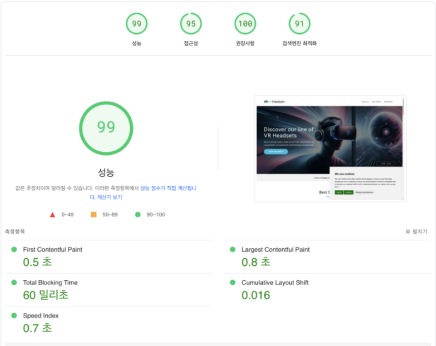 99
95
100
91
성능
접근성
권장사항
검색엔진 최적화
99
성능
값은 추정치이며 달라질 수 있습니다. 이러한 측정항목에서 성능 점수가 직접 계산됩니
다. 계산기 보기
0–49
50–89
90–100
VR Headsets
Discover our line of
VR Headsets
측정항목
뷰 펼치기
First Contentful Paint
0.5 초
Largest Contentful Paint
0.8 초
Total Blocking Time
60 밀리초
Cumulative Layout Shift
0.016
Speed Index
0.7 초